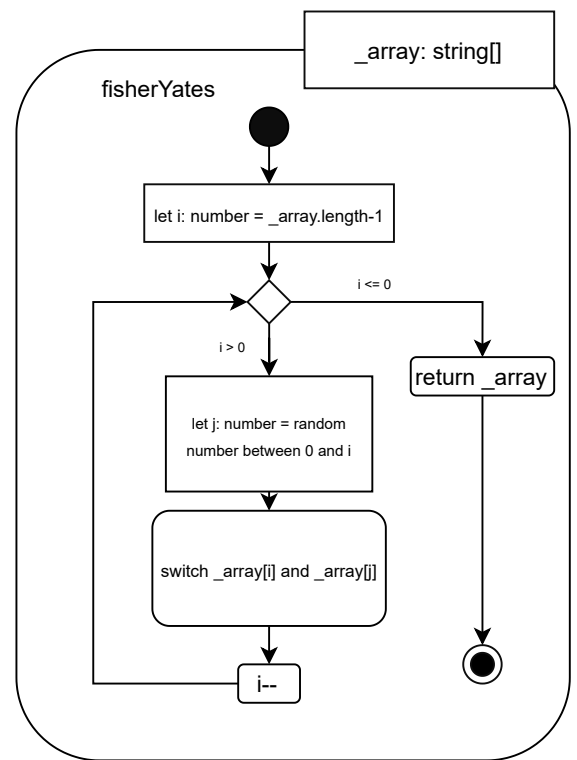 _array: string[]
fisherYates
let i: number = _array.length-1
i <= 0
i > 0
return _array
let j: number = random
number between 0 and i
switch _array[i] and _array[j]
i--